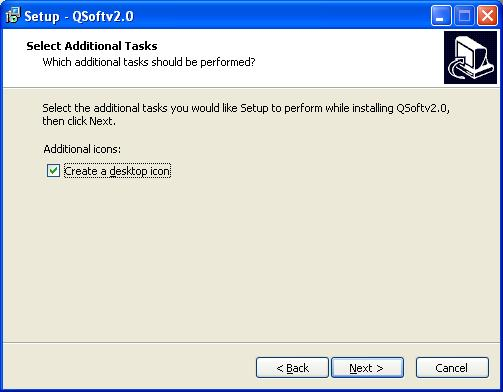 Setup - QSoftv2.0
Select Additional Tasks
Which additional tasks should be performed?
Select the additional tasks you would like Setup to perform while installing QSoftv2.0,
then click Next.
Additional icons:
Create a desktop icon
< Back
Next >
Cancel